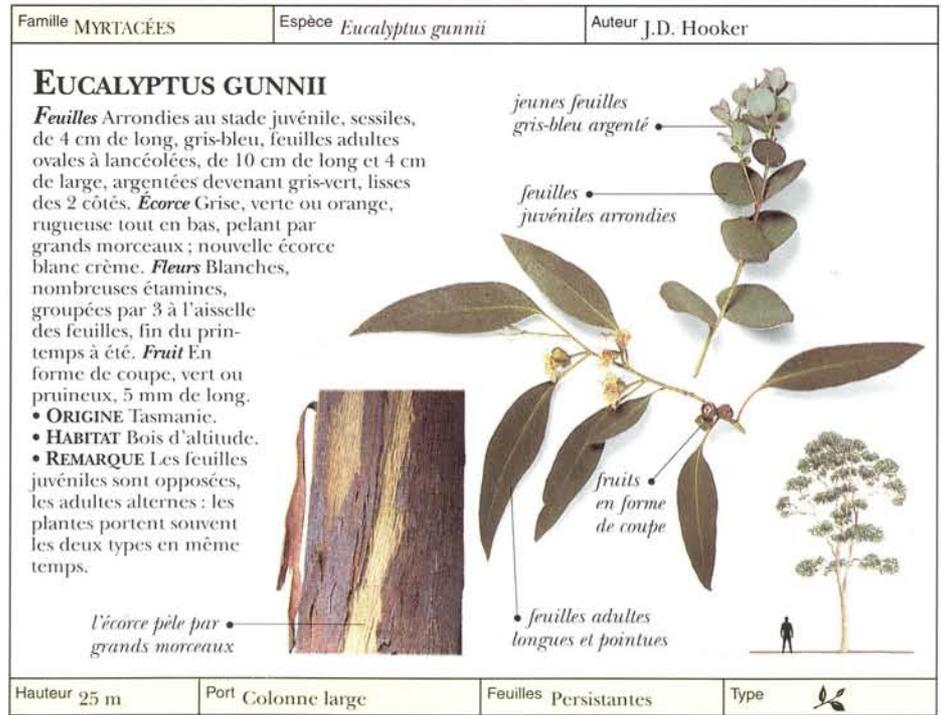 Famille MYRTACÉES
Espèce Eucalyptus gunnii
Auteur J.D. Hooker
EUCALYPTUS GUNNII
Feuilles Arrondies au stade juvénile, sessiles,
de 4 cm de long, gris-bleu, feuilles adultes
ovales à lancéolées, de 10 cm de long et 4 cm
de large, argentées devenant gris-vert, lisses
des 2 côtés. Écorce Grise, verte ou orange,
rugueuse tout en bas, pelant par
grands morceaux ; nouvelle écorce
blanc crème. Fleurs Blanches,
nombreuses étamines,
groupées par 3 à l'aisselle
des feuilles, fin du prin-
temps à été. Fruit En
forme de coupe, vert ou
pruineux, 5 mm de long.
• ORIGINE Tasmanie.
• HABITAT Bois d'altitude.
• REMARQUE Les feuilles
juvéniles sont opposées,
les adultes alternes : les
plantes portent souvent
les deux types en même
temps.
jeunes feuilles
gris-bleu argenté
feuilles
juvéniles arrondies
fruits
en forme
de coupe
feuilles adultes
longues et pointues
l'écorce pèle par
grands morceaux
Hauteur 25 m
Port Colonne large
Feuilles Persistantes
Type